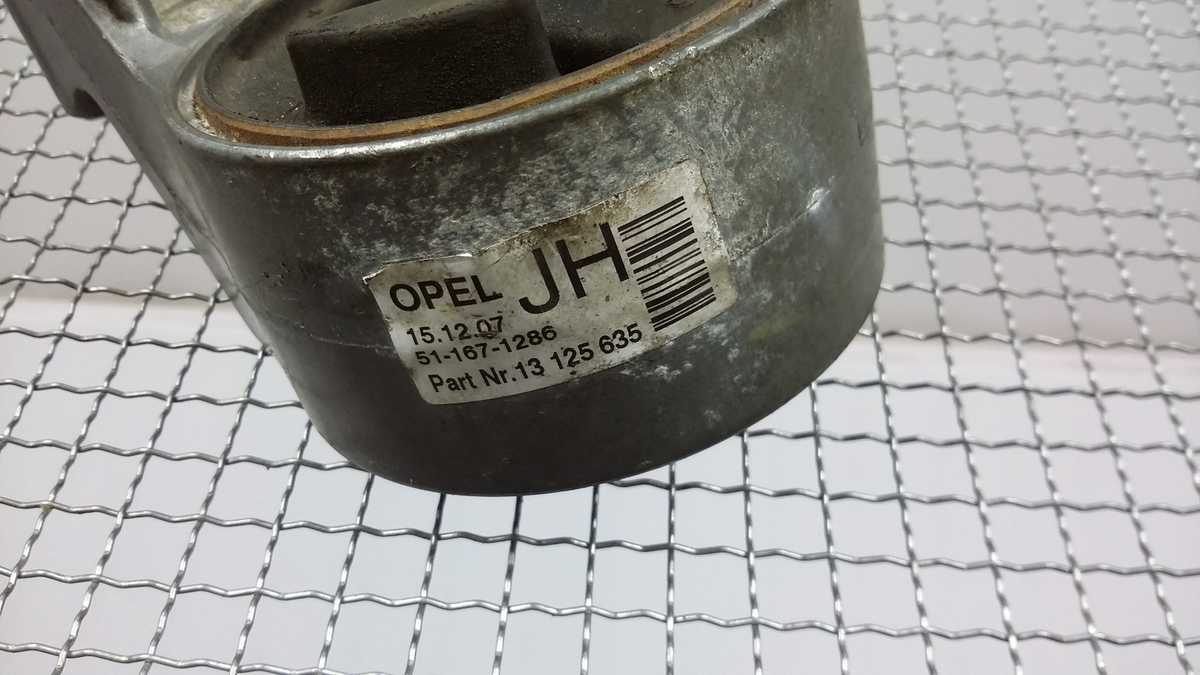 OPEL JH
15.12.07
51-167-1286
Part Nr.13 125 635